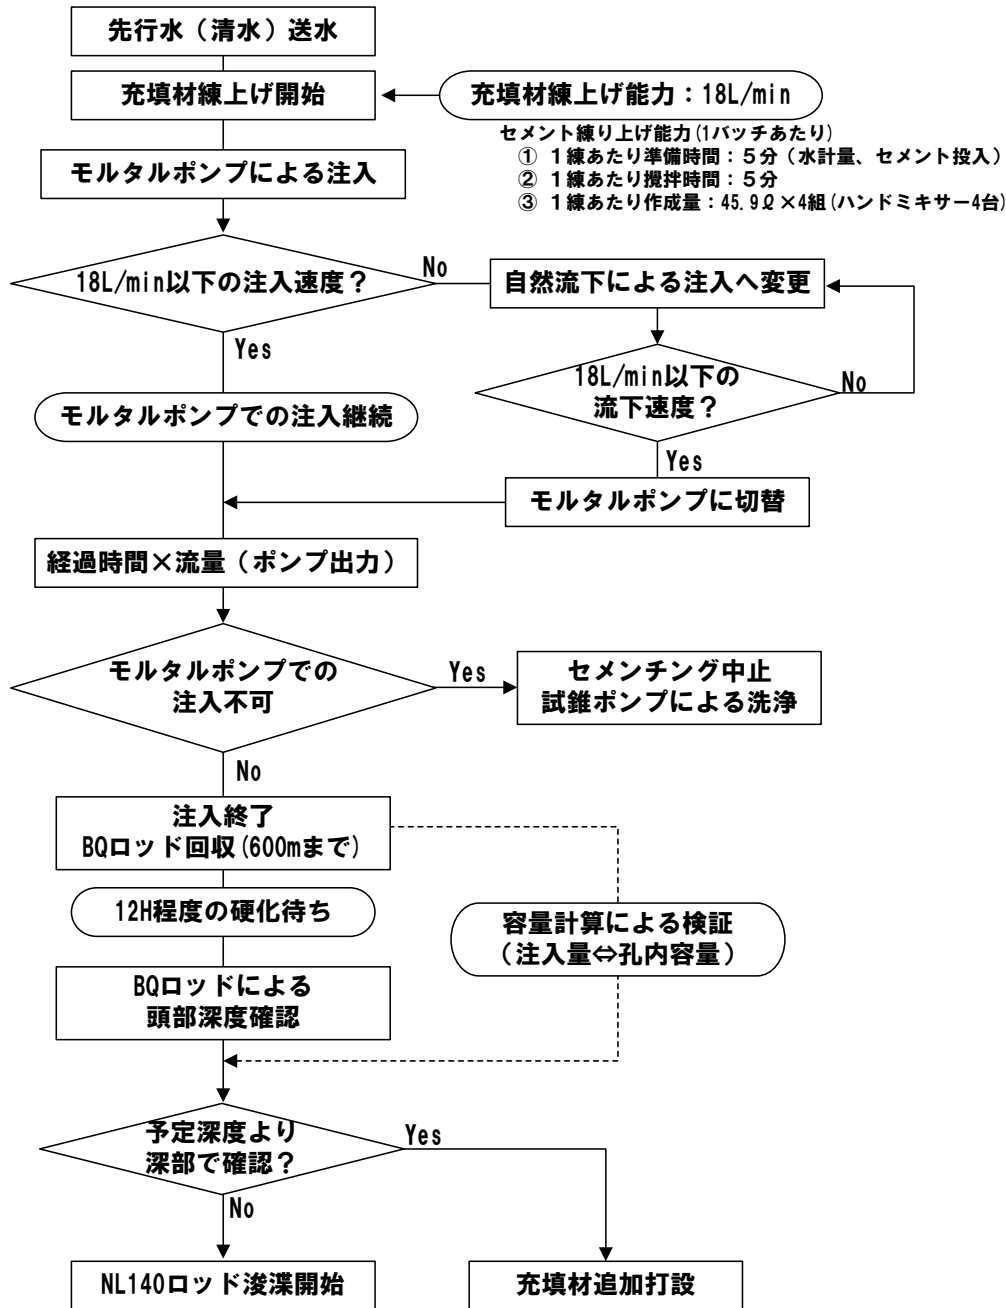 先行水（清水）送水
充填材練上げ開始
充填材練上げ能力：18L/min
セメント練り上げ能力(1バッチあたり)
① １練あたり準備時間：５分（水計量、セメント投入）
② １練あたり攪拌時間：５分
③ １練あたり作成量：45.9ℓ×4組(ハンドミキサー4台)
モルタルポンプによる注入
18L/min以下の注入速度？
No
自然流下による注入へ変更
Yes
18L/min以下の
流下速度？
No
モルタルポンプでの注入継続
Yes
モルタルポンプに切替
経過時間×流量（ポンプ出力）
モルタルポンプでの
注入不可
Yes
セメンチング中止
試錐ポンプによる洗浄
No
注入終了
BQロッド回収(600mまで)
12H程度の硬化待ち
容量計算による検証
（注入量⇔孔内容量）
BQロッドによる
頭部深度確認
予定深度より
深部で確認？
Yes
No
NL140ロッド浚渫開始
充填材追加打設